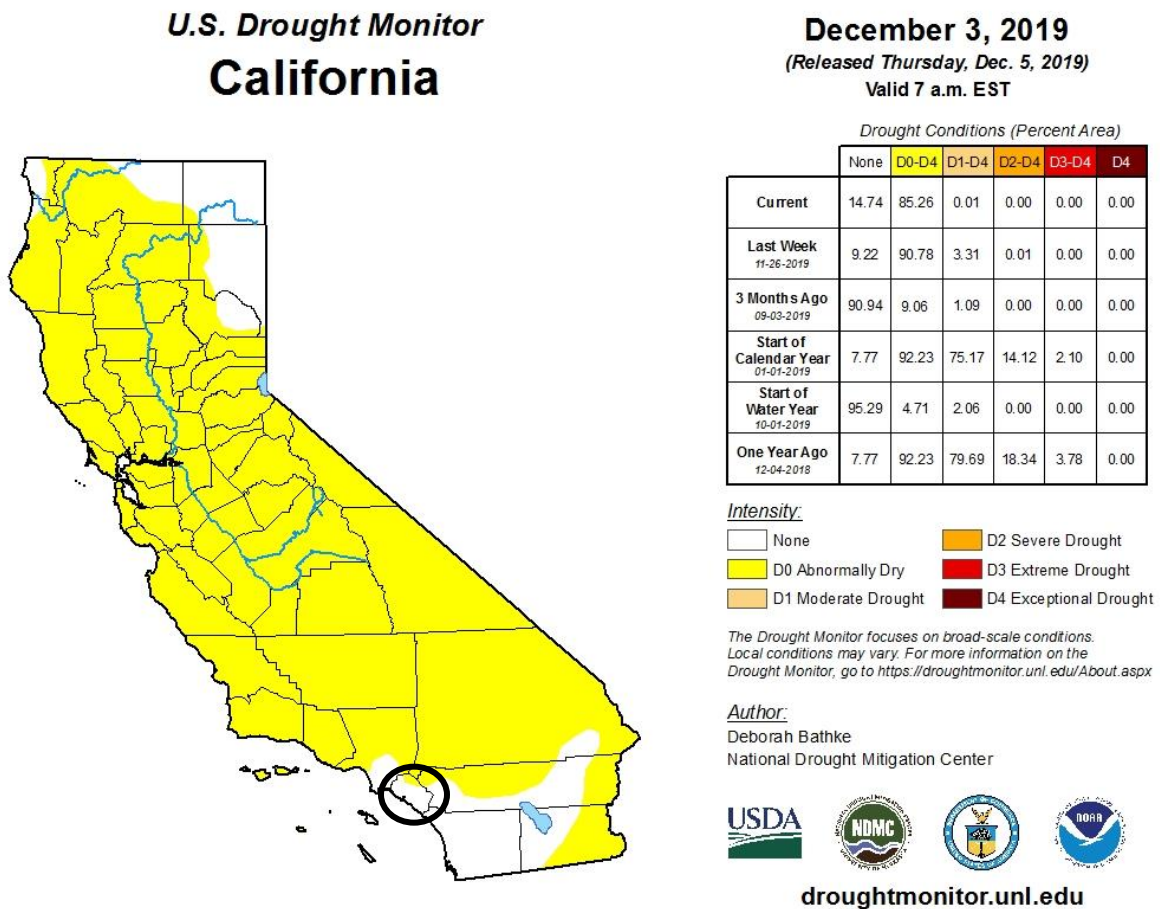 U.S. Drought Monitor
California
December 3, 2019
(Released Thursday, Dec. 5, 2019)
Valid 7 a.m. EST
Drought Conditions (Percent Area)
None D0-D4 D1-D4 D2-D4 D3-D4 D4
Current 14.74 85.26 0.01 0.00 0.00 0.00
Last Week
11-26-2019 9.22 90.78 3.31 0.01 0.00 0.00
3 Months Ago
09-03-2019 90.94 9.06 1.09 0.00 0.00 0.00
Start of
Calendar Year
01-01-2019 7.77 92.23 75.17 14.12 2.10 0.00
Start of
Water Year
10-01-2019 95.29 4.71 2.06 0.00 0.00 0.00
One Year Ago
12-04-2018 7.77 92.23 79.69 18.34 3.78 0.00
Intensity:
None
D0 Abnormally Dry
D1 Moderate Drought
D2 Severe Drought
D3 Extreme Drought
D4 Exceptional Drought
The Drought Monitor focuses on broad-scale conditions.
Local conditions may vary. For more information on the
Drought Monitor, go to https://droughtmonitor.unl.edu/About.aspx
Author:
Deborah Bathke
National Drought Mitigation Center
USDA
NDMC
NOAA
droughtmonitor.unl.edu